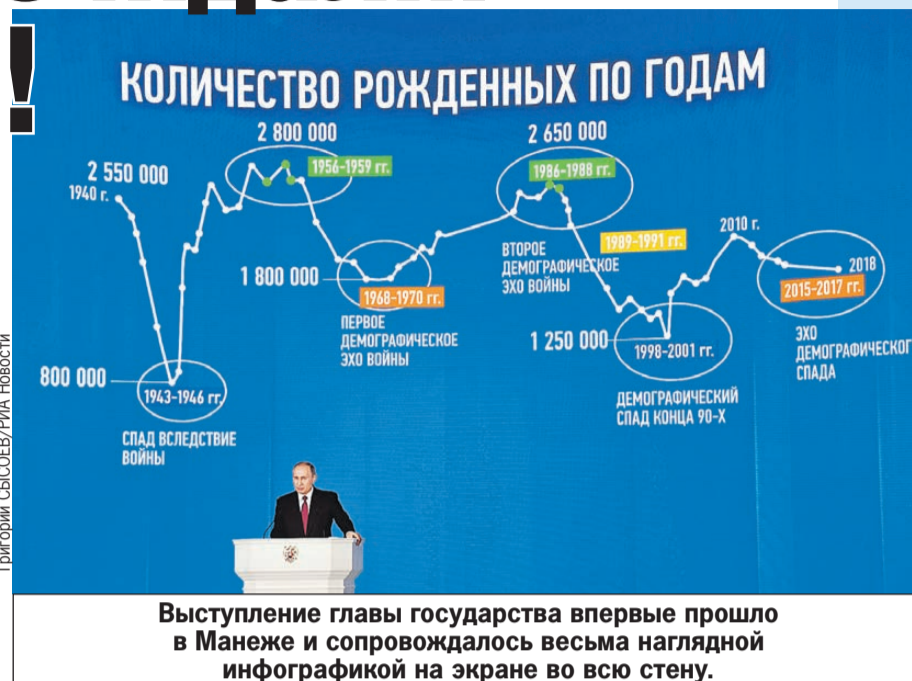 !
КОЛИЧЕСТВО РОЖДЕННЫХ ПО ГОДАМ
2 800 000
2 650 000
1956–1959 гг.
1986–1988 гг.
2 550 000
1940 г.
1989–1991 гг.
2010 г.
ВТОРОЕ
ДЕМОГРАФИЧЕСКОЕ
ЭХО ВОЙНЫ
1 800 000
1968–1970 гг.
2018
2015–2017 гг.
ПЕРВОЕ
ДЕМОГРАФИЧЕСКОЕ
ЭХО ВОЙНЫ
1 250 000
1998–2001 гг.
ЭХО
ДЕМОГРАФИЧЕСКОГ
СПАДА
800 000
1943–1946 гг.
ДЕМОГРАФИЧЕСКИЙ
СПАД КОНЦА 90-Х
СПАД ВСЛЕДСТВИЕ
ВОЙНЫ
Григорий СЫСОЕВ/РИА Новости
Выступление главы государства впервые прошло
в Манеже и сопровождалось весьма наглядной
инфографикой на экране во всю стену.